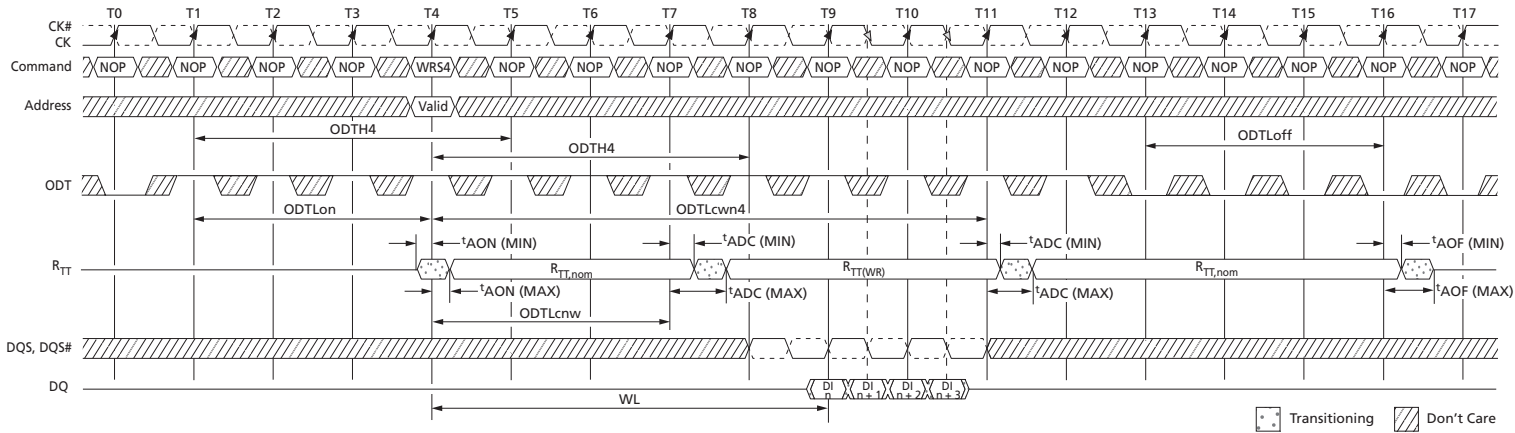 T0 T1 T2 T3 T4 T5 T6 T7 T8 T9 T10 T11 T12 T13 T14 T15 T16 T17
CK#
CK
Command NOP NOP NOP NOP WRS4 NOP NOP NOP NOP NOP NOP NOP NOP NOP NOP NOP NOP NOP
Address Valid
ODTH4 ODTLoff
ODTH4
ODT
ODTLon ODTLcwn4
tAON (MIN) tADC (MIN) tADC (MIN) tAOF (MIN)
RTT RTT,nom RTT(WR) RTT,nom
tAON (MAX) tADC (MAX) tADC (MAX) tAOF (MAX)
ODTLcnw
DQS, DQS#
DQ DI n DI n + 1 DI n + 2 DI n + 3
WL
Transitioning Don't Care